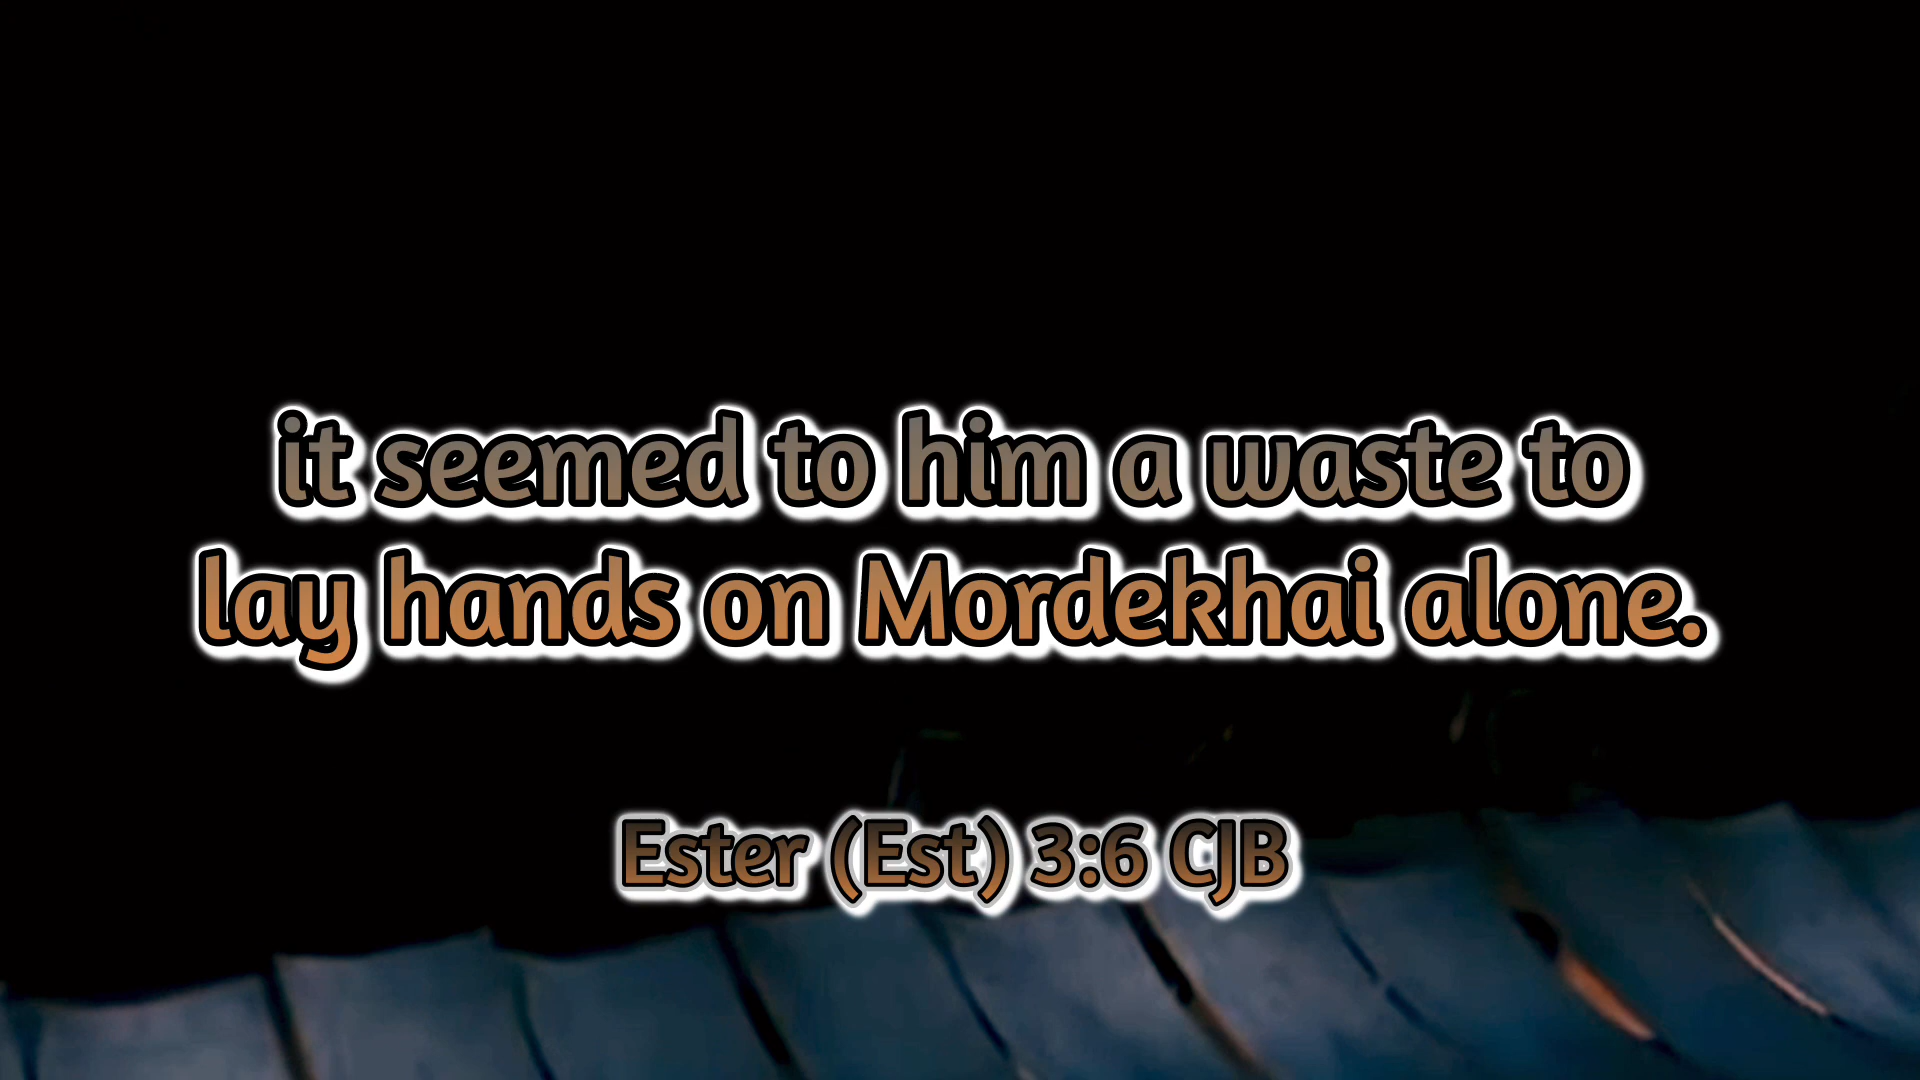 it seemed to him a waste to
lay hands on Mordekhai alone.
Ester (Est) 3:6 CJB